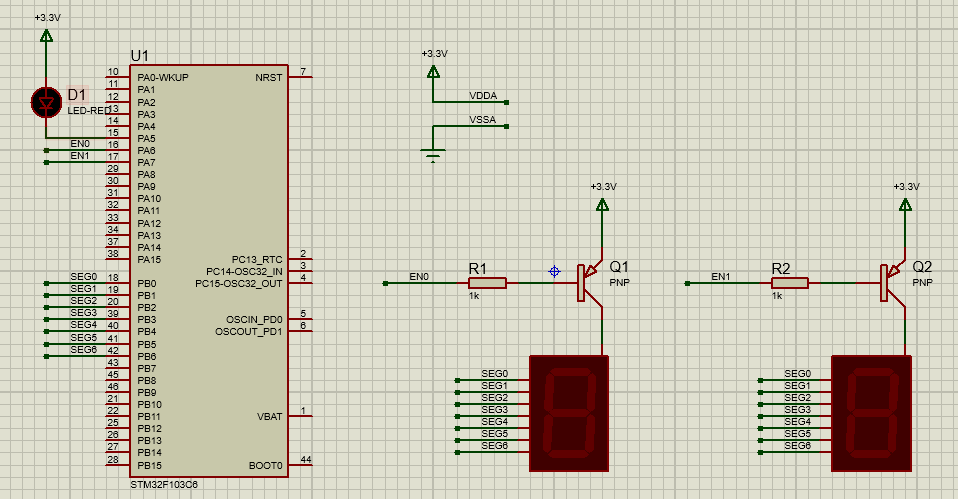 +3.3V
D1
LED-RED
U1
10 PA0-WKUP
11 PA1
12 PA2
13 PA3
14 PA4
15 PA5
EN0 16 PA6
EN1 17 PA7
29 PA8
30 PA9
31 PA10
32 PA11
33 PA12
34 PA13
37 PA14
38 PA15
SEG0 18 PB0
SEG1 19 PB1
SEG2 20 PB2
SEG3 39 PB3
SEG4 40 PB4
SEG5 41 PB5
SEG6 42 PB6
43 PB7
45 PB8
46 PB9
21 PB10
22 PB11
25 PB12
26 PB13
27 PB14
28 PB15
NRST 7
PC13_RTC 2
PC14-OSC32_IN 3
PC15-OSC32_OUT 4
OSCIN_PD0 5
OSCOUT_PD1 6
VBAT 1
BOOT0 44
STM32F103C6
+3.3V
VDDA
VSSA
+3.3V
EN0
R1
1k
Q1
PNP
SEG0
SEG1
SEG2
SEG3
SEG4
SEG5
SEG6
+3.3V
EN1
R2
1k
Q2
PNP
SEG0
SEG1
SEG2
SEG3
SEG4
SEG5
SEG6